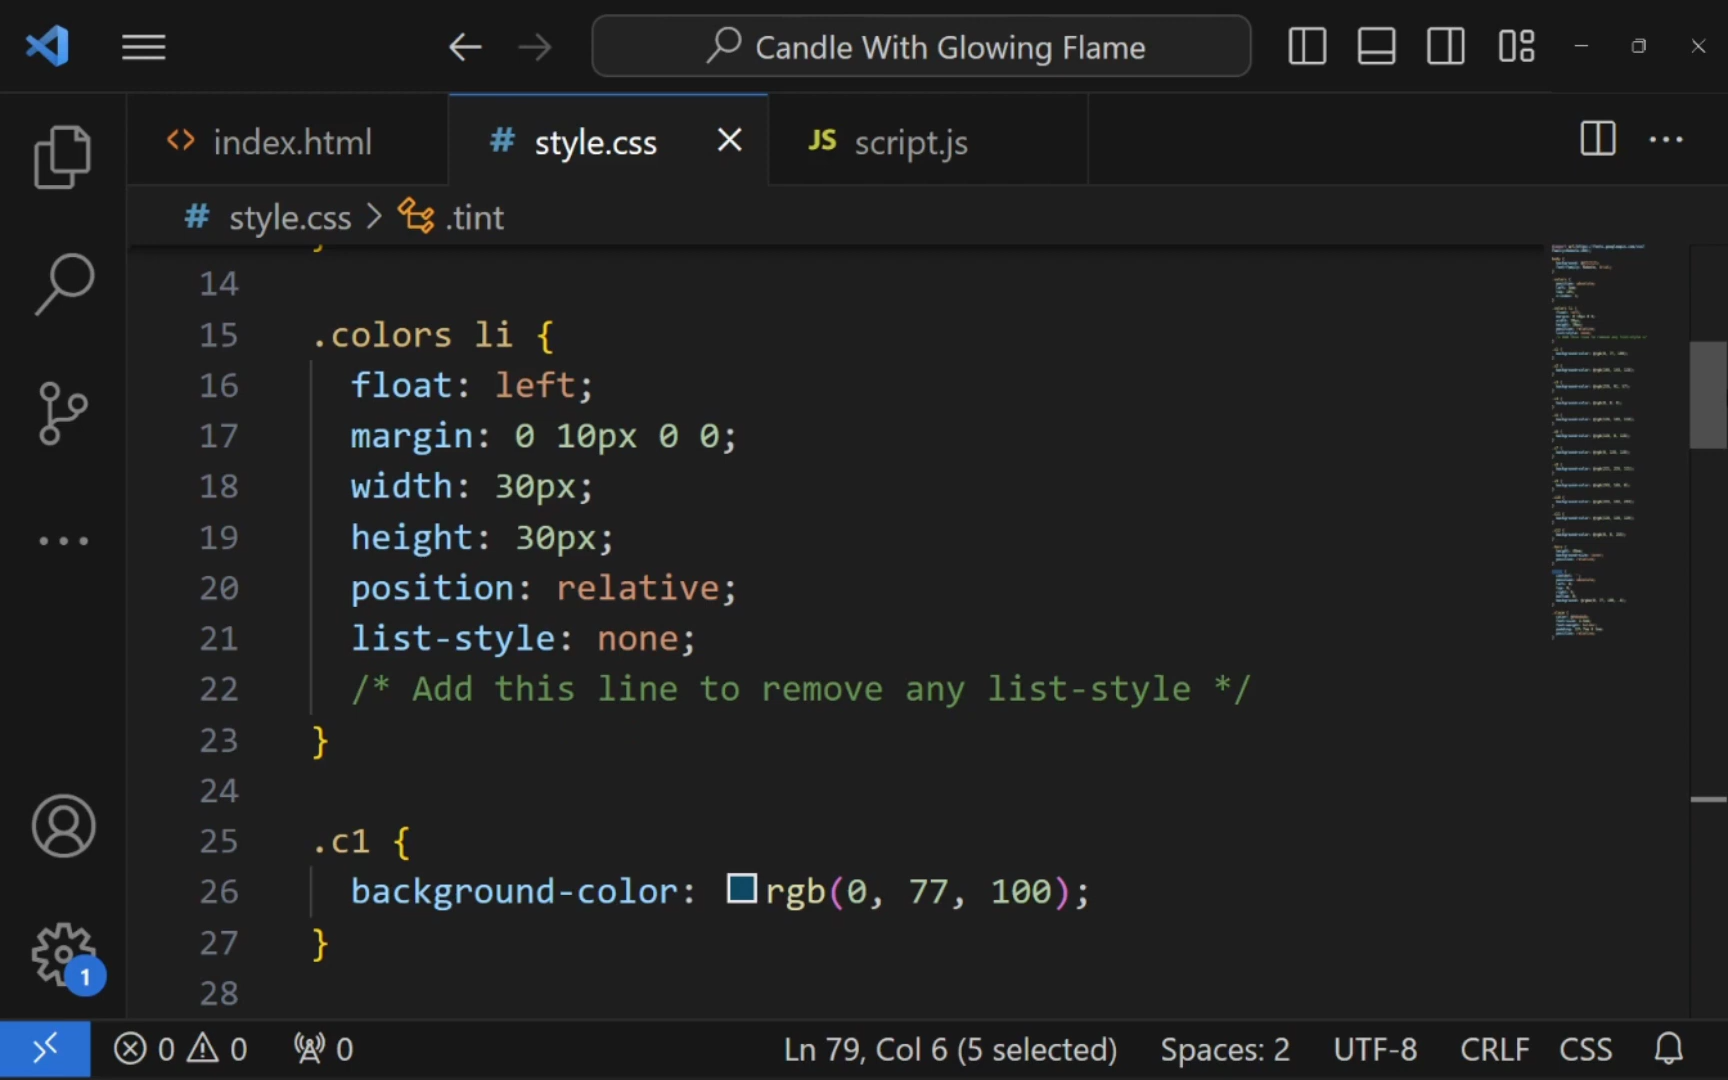 Candle With Glowing Flame
<> index.html
# style.css
JS script.js
# style.css > .tint
}
14
15 .colors li {
16 float: left;
17 margin: 0 10px 0 0;
18 width: 30px;
19 height: 30px;
20 position: relative;
21 list-style: none;
22 /* Add this line to remove any list-style */
23 }
24
25 .c1 {
26 background-color: rgb(0, 77, 100);
27 }
28
1
0 0 0 Ln 79, Col 6 (5 selected) Spaces: 2 UTF-8 CRLF CSS